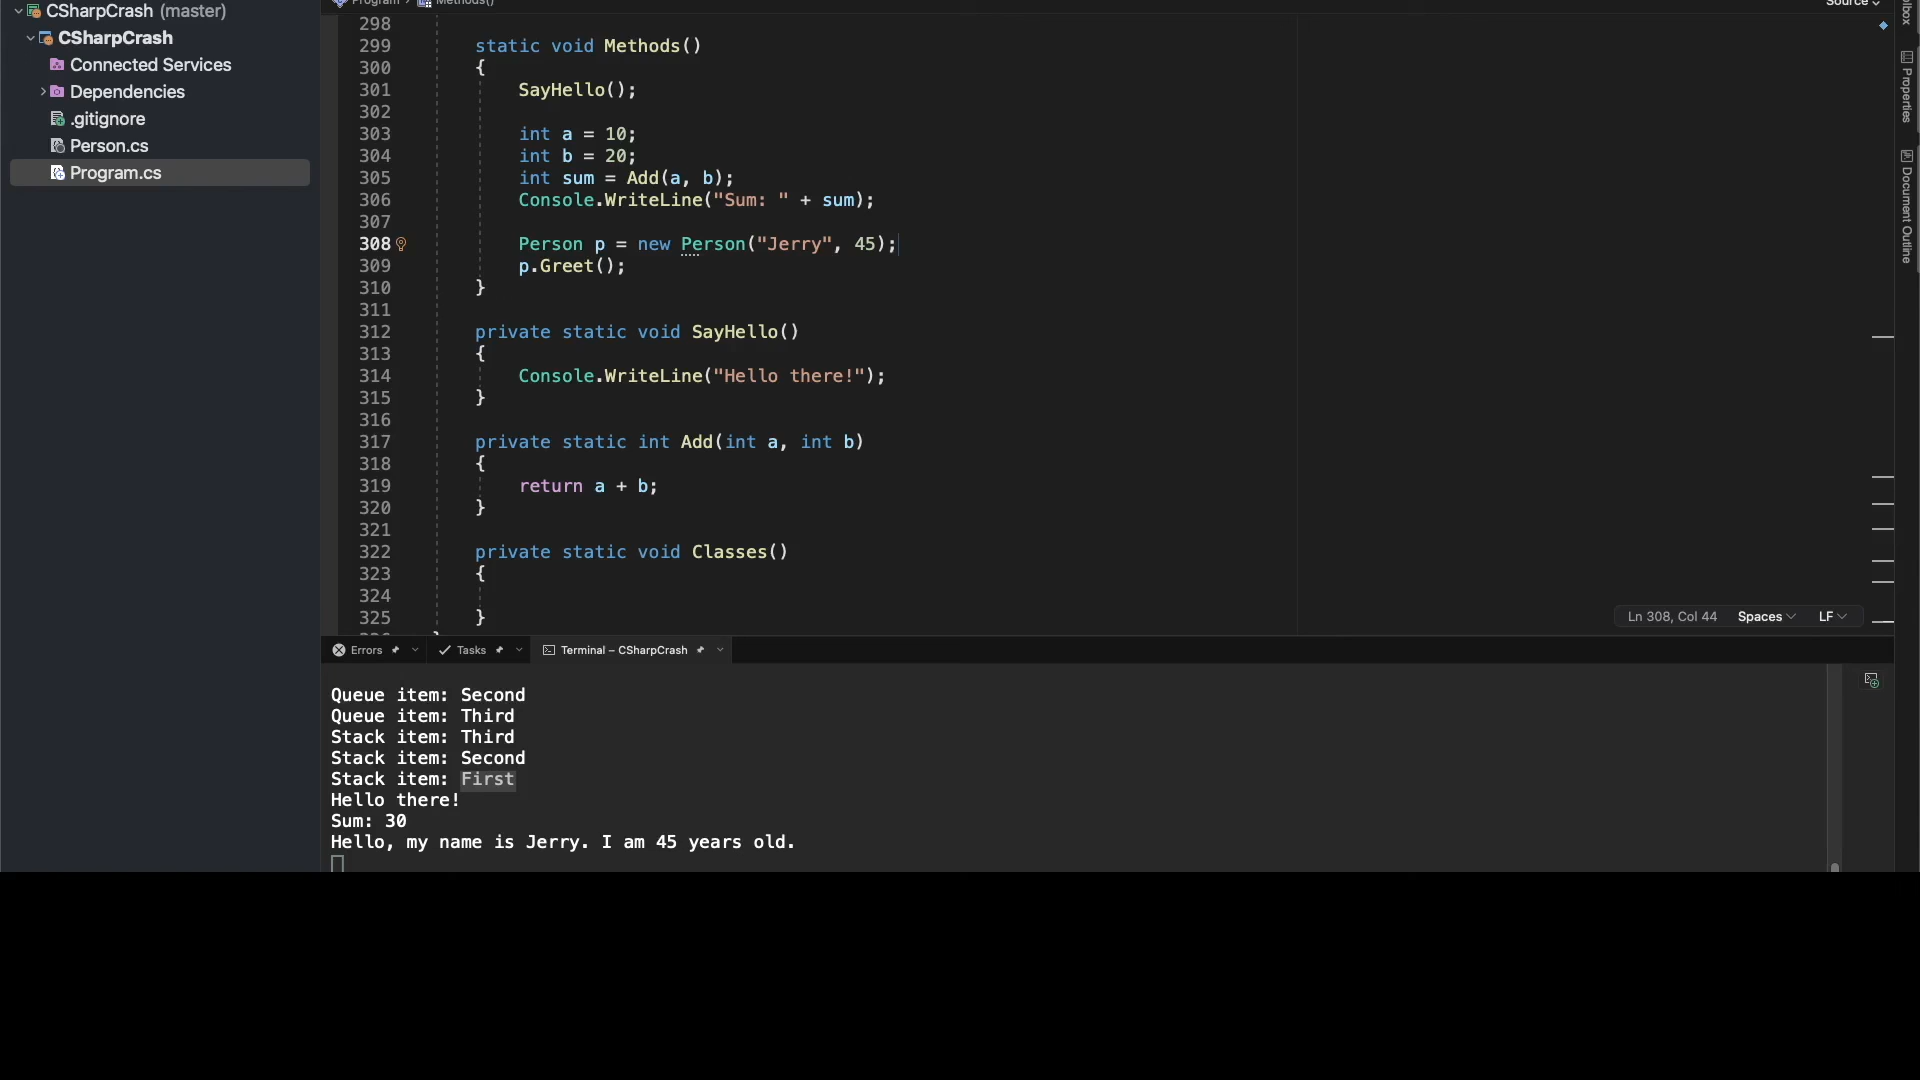 CSharpCrash (master)
CSharpCrash
Connected Services
Dependencies
.gitignore
Person.cs
Program.cs
Program > Methods()
Source
298
299 static void Methods()
300 {
301 SayHello();
302
303 int a = 10;
304 int b = 20;
305 int sum = Add(a, b);
306 Console.WriteLine("Sum: " + sum);
307
308 Person p = new Person("Jerry", 45);
309 p.Greet();
310 }
311
312 private static void SayHello()
313 {
314 Console.WriteLine("Hello there!");
315 }
316
317 private static int Add(int a, int b)
318 {
319 return a + b;
320 }
321
322 private static void Classes()
323 {
324
325 }
Ln 308, Col 44 Spaces LF
Properties
Document Outline
Errors Tasks Terminal – CSharpCrash
Queue item: Second
Queue item: Third
Stack item: Third
Stack item: Second
Stack item: First
Hello there!
Sum: 30
Hello, my name is Jerry. I am 45 years old.